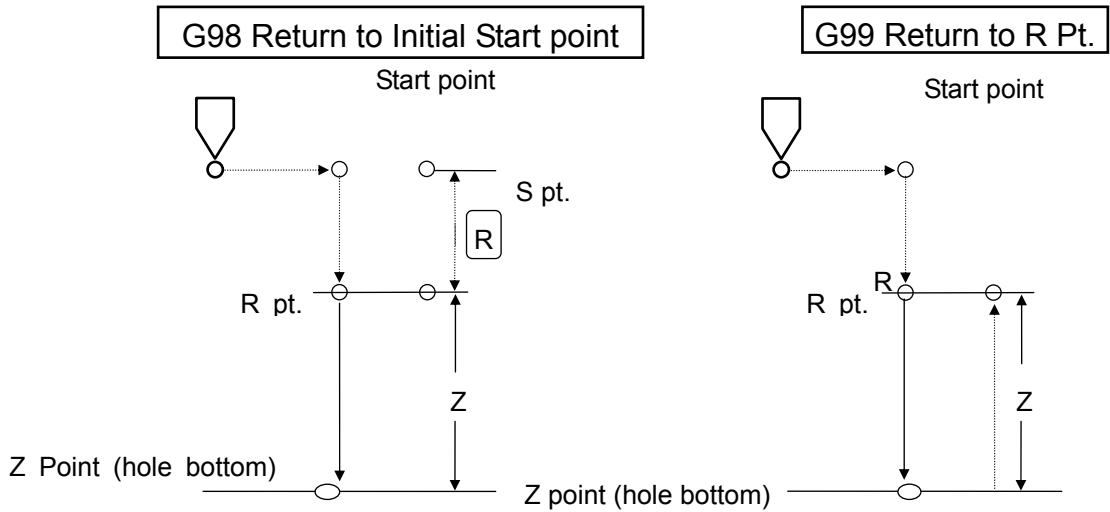 G98 Return to Initial Start point
G99 Return to R Pt.
Start point
Start point
S pt.
R
R pt.
R pt.
R
Z
Z
Z Point (hole bottom)
Z point (hole bottom)